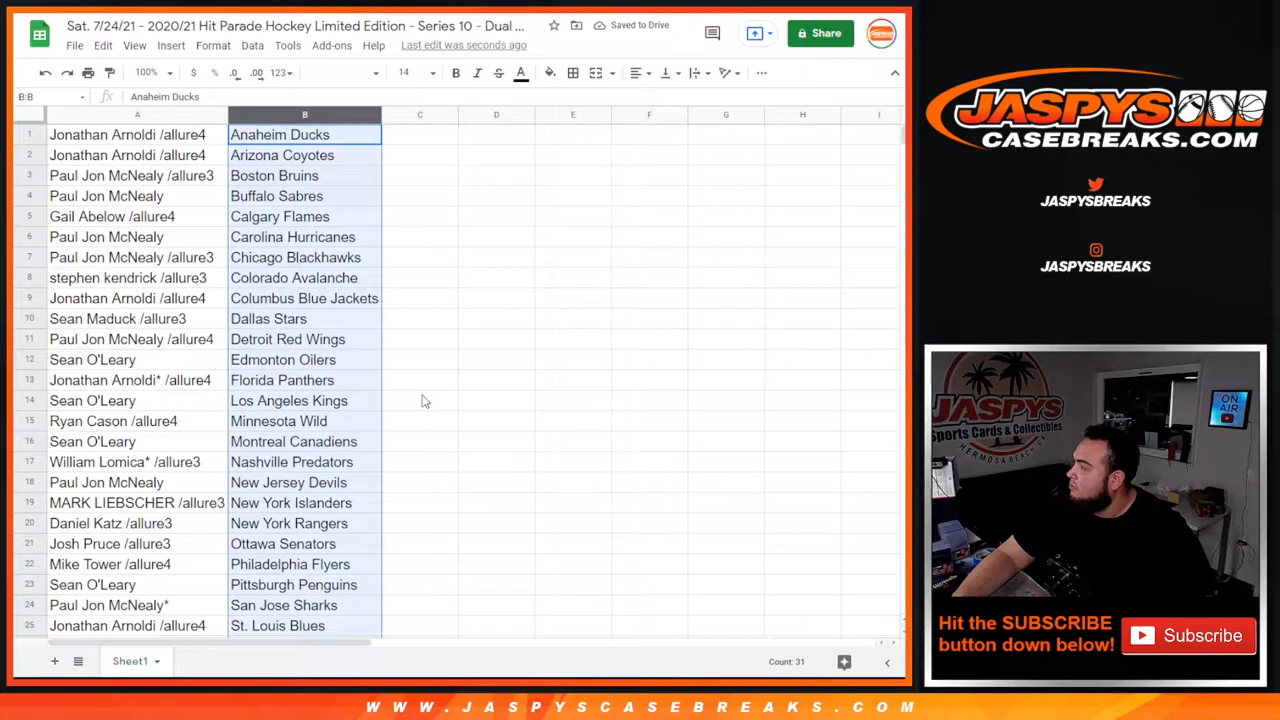 Sat. 7/24/21 - 2020/21 Hit Parade Hockey Limited Edition - Series 10 - Dual ...
Saved to Drive
File Edit View Insert Format Data Tools Add-ons Help Last edit was seconds ago
Share
100% $ % .0 .00 123 14 B I S A
B:B fx Anaheim Ducks
A B C D E F G H I
1 Jonathan Arnoldi /allure4 Anaheim Ducks
2 Jonathan Arnoldi /allure4 Arizona Coyotes
3 Paul Jon McNealy /allure3 Boston Bruins
4 Paul Jon McNealy Buffalo Sabres
5 Gail Abelow /allure4 Calgary Flames
6 Paul Jon McNealy Carolina Hurricanes
7 Paul Jon McNealy /allure3 Chicago Blackhawks
8 stephen kendrick /allure3 Colorado Avalanche
9 Jonathan Arnoldi /allure4 Columbus Blue Jackets
10 Sean Maduck /allure3 Dallas Stars
11 Paul Jon McNealy /allure4 Detroit Red Wings
12 Sean O'Leary Edmonton Oilers
13 Jonathan Arnoldi* /allure4 Florida Panthers
14 Sean O'Leary Los Angeles Kings
15 Ryan Cason /allure4 Minnesota Wild
16 Sean O'Leary Montreal Canadiens
17 William Lomica* /allure3 Nashville Predators
18 Paul Jon McNealy New Jersey Devils
19 MARK LIEBSCHER /allure3 New York Islanders
20 Daniel Katz /allure3 New York Rangers
21 Josh Pruce /allure3 Ottawa Senators
22 Mike Tower /allure4 Philadelphia Flyers
23 Sean O'Leary Pittsburgh Penguins
24 Paul Jon McNealy* San Jose Sharks
25 Jonathan Arnoldi /allure4 St. Louis Blues
Sheet1
Count: 31
JASPYS
CASEBREAKS.COM
JASPYSBREAKS
JASPYSBREAKS
JASPYS
Sports Cards & Collectibles
HERMOSA BEACH CA
ON AIR
Hit the SUBSCRIBE
button down below!
Subscribe
WWW.JASPYSCASEBREAKS.COM